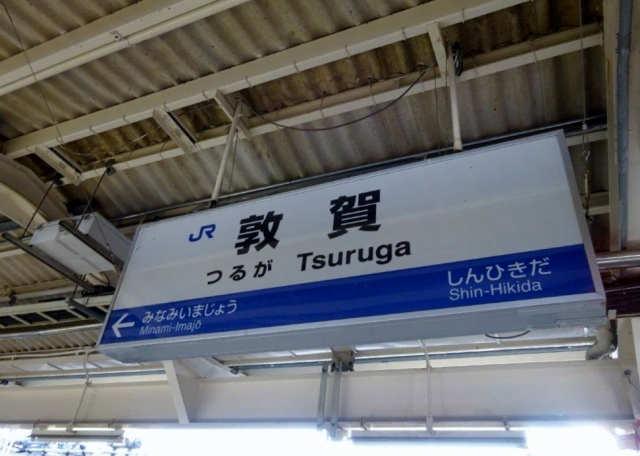 JR 敦賀
つるが Tsuruga
みなみいまじょう
Minami-Imajō
しんひきだ
Shin-Hikida